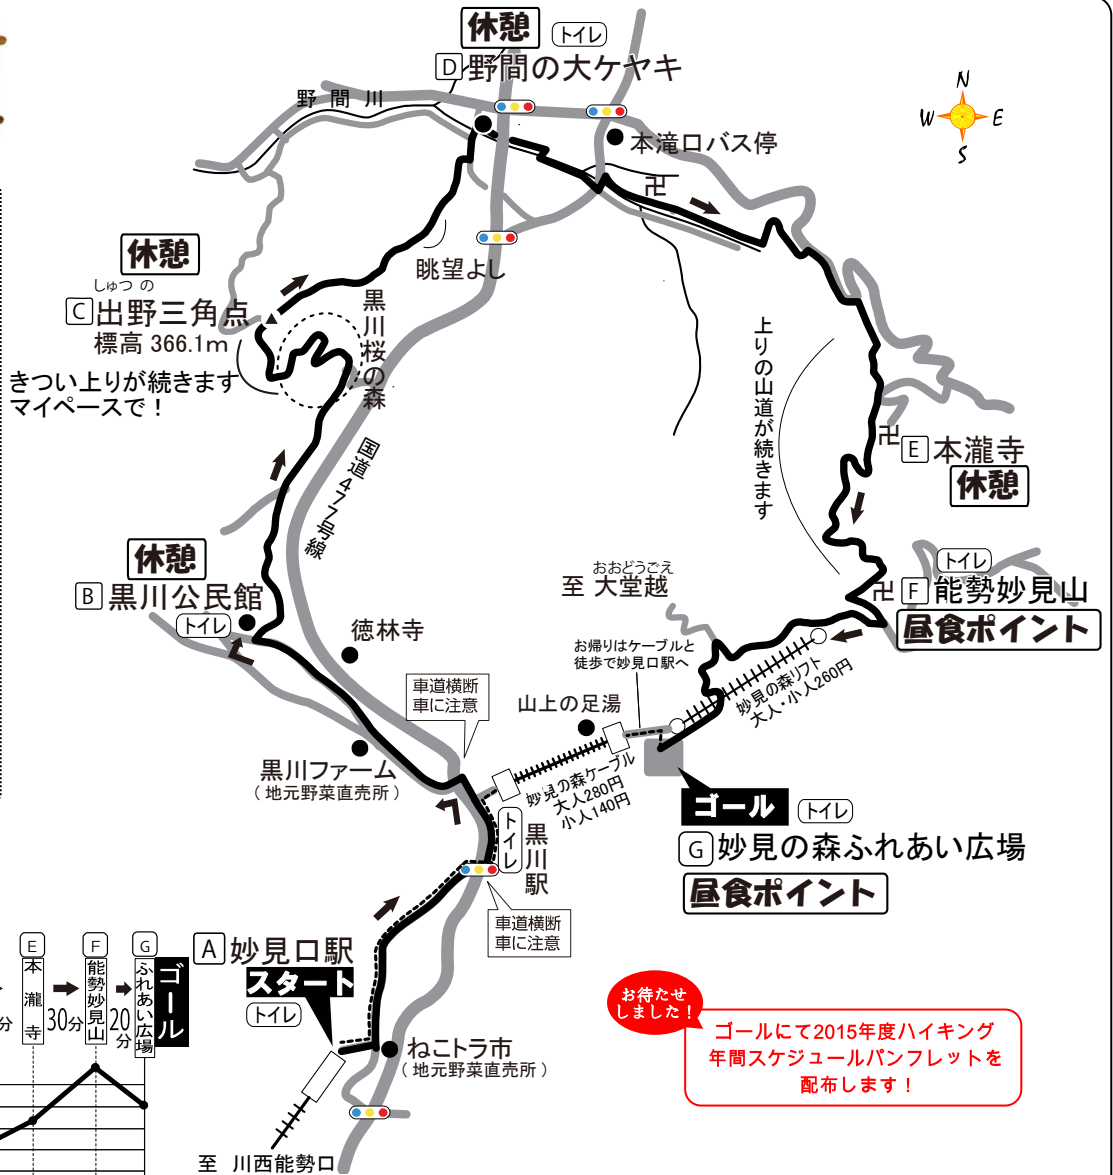 休憩
トイレ
D 野間の大ケヤキ
野間川
本滝口バス停
卍
N
W
E
S
眺望よし
休憩
しゅつ の
C 出野三角点
標高 366.1m
きつい上りが続きます
マイペースで！
黒川桜の森
国道477号線
上りの山道が続きます
卍
E 本瀧寺
休憩
休憩
B 黒川公民館
トイレ
徳林寺
おおどうごえ
至 大堂越
トイレ
卍
F 能勢妙見山
昼食ポイント
お帰りはケーブルと
徒歩で妙見口駅へ
妙見の森リフト
大人・小人260円
車道横断
車に注意
山上の足湯
妙見の森ケーブル
大人280円
小人140円
黒川ファーム
（地元野菜直売所）
トイレ
黒川駅
ゴール
トイレ
G 妙見の森ふれあい広場
昼食ポイント
車道横断
車に注意
A 妙見口駅
スタート
トイレ
ねこトラ市
（地元野菜直売所）
至 川西能勢口
お待たせ
しました！
ゴールにて2015年度ハイキング
年間スケジュールパンフレットを
配布します！
分
E
本瀧寺
30分
F
能勢妙見山
20分
G
ふれあい広場
ゴール